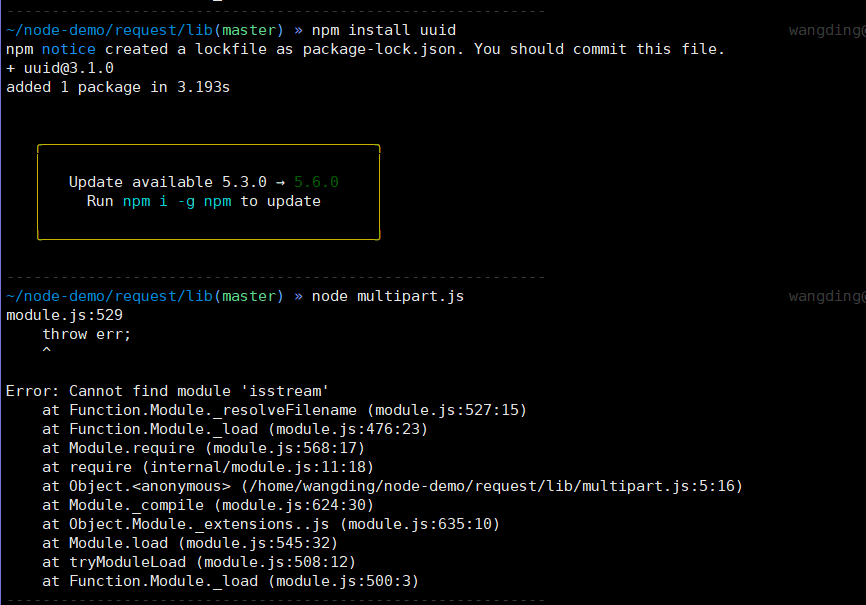 ~/node-demo/request/lib(master) » npm install uuid wangding@
npm notice created a lockfile as package-lock.json. You should commit this file.
+ uuid@3.1.0
added 1 package in 3.193s
Update available 5.3.0 → 5.6.0
Run npm i -g npm to update
~/node-demo/request/lib(master) » node multipart.js wangding@
module.js:529
throw err;
^
Error: Cannot find module 'isstream'
at Function.Module._resolveFilename (module.js:527:15)
at Function.Module._load (module.js:476:23)
at Module.require (module.js:568:17)
at require (internal/module.js:11:18)
at Object.<anonymous> (/home/wangding/node-demo/request/lib/multipart.js:5:16)
at Module._compile (module.js:624:30)
at Object.Module._extensions..js (module.js:635:10)
at Module.load (module.js:545:32)
at tryModuleLoad (module.js:508:12)
at Function.Module._load (module.js:500:3)